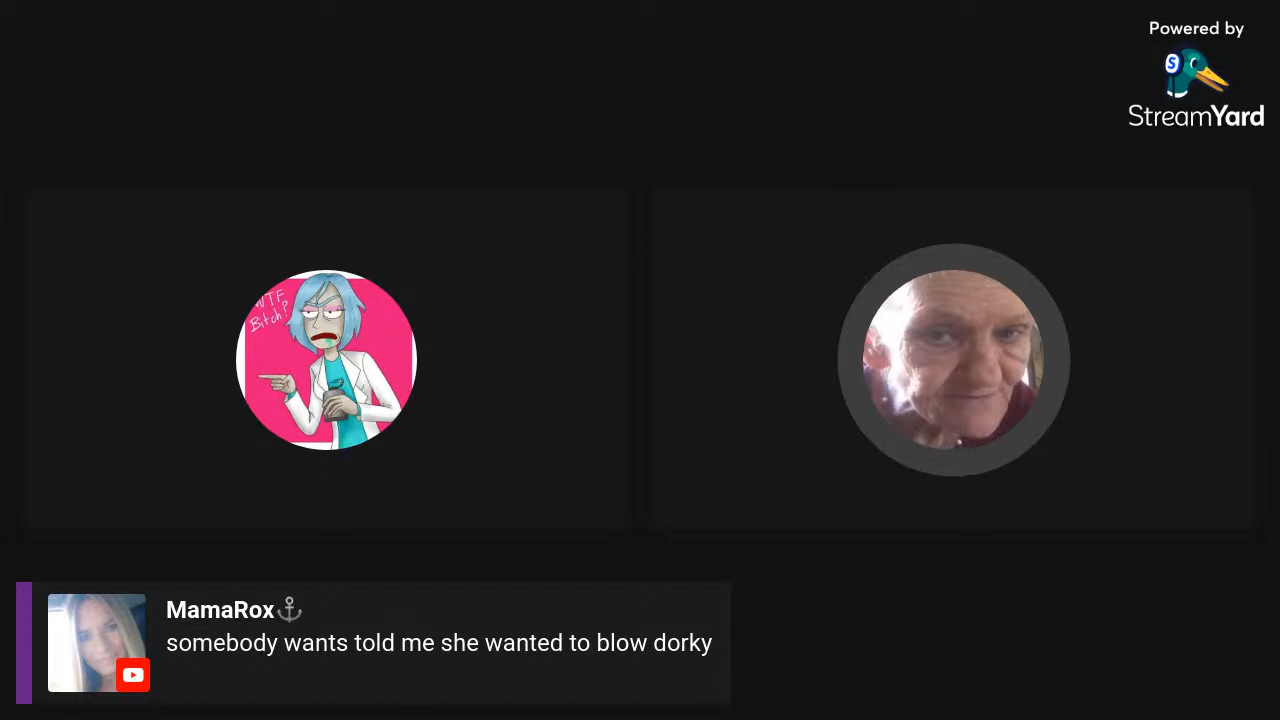 Powered by
S
StreamYard
WTF
Bitch?
MamaRox⚓
somebody wants told me she wanted to blow dorky